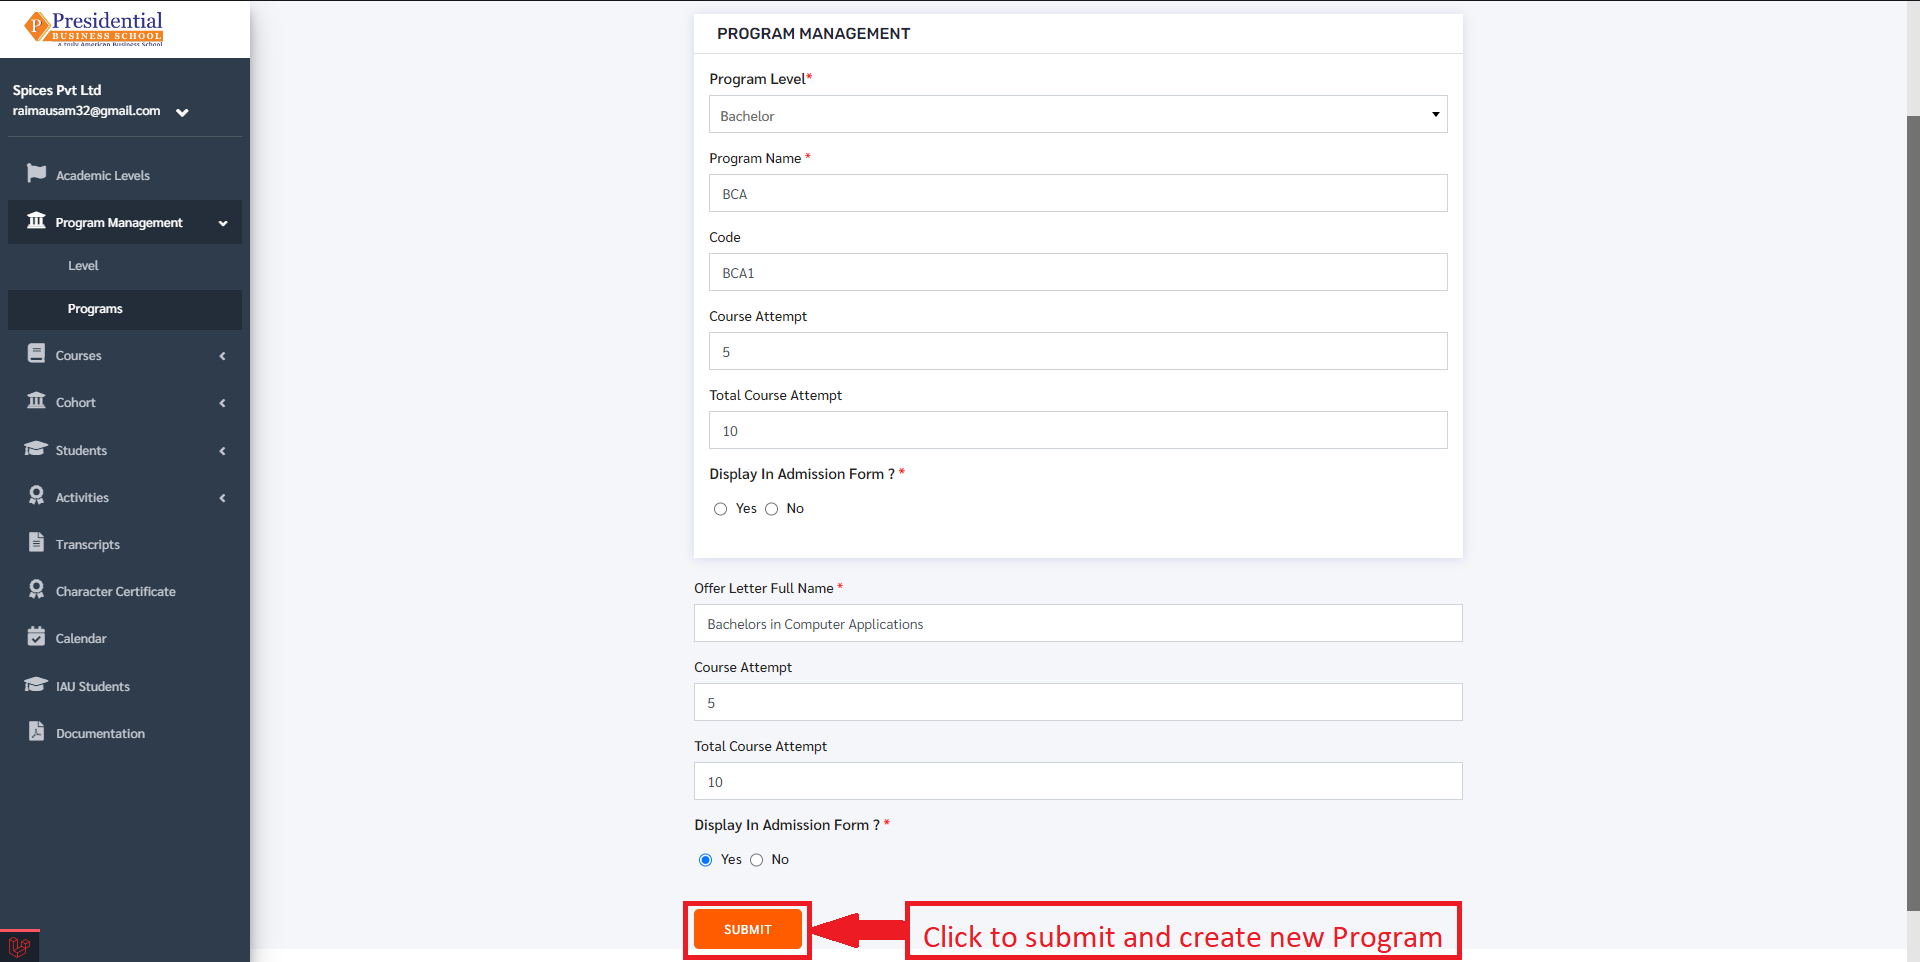 Presidential
BUSINESS SCHOOL
a truly American Business School
Spices Pvt Ltd
raimausam32@gmail.com
Academic Levels
Program Management
Level
Programs
Courses
Cohort
Students
Activities
Transcripts
Character Certificate
Calendar
IAU Students
Documentation
PROGRAM MANAGEMENT
Program Level*
Bachelor
Program Name *
BCA
Code
BCA1
Course Attempt
5
Total Course Attempt
10
Display In Admission Form ? *
Yes No
Offer Letter Full Name *
Bachelors in Computer Applications
Course Attempt
5
Total Course Attempt
10
Display In Admission Form ? *
Yes No
SUBMIT
Click to submit and create new Program